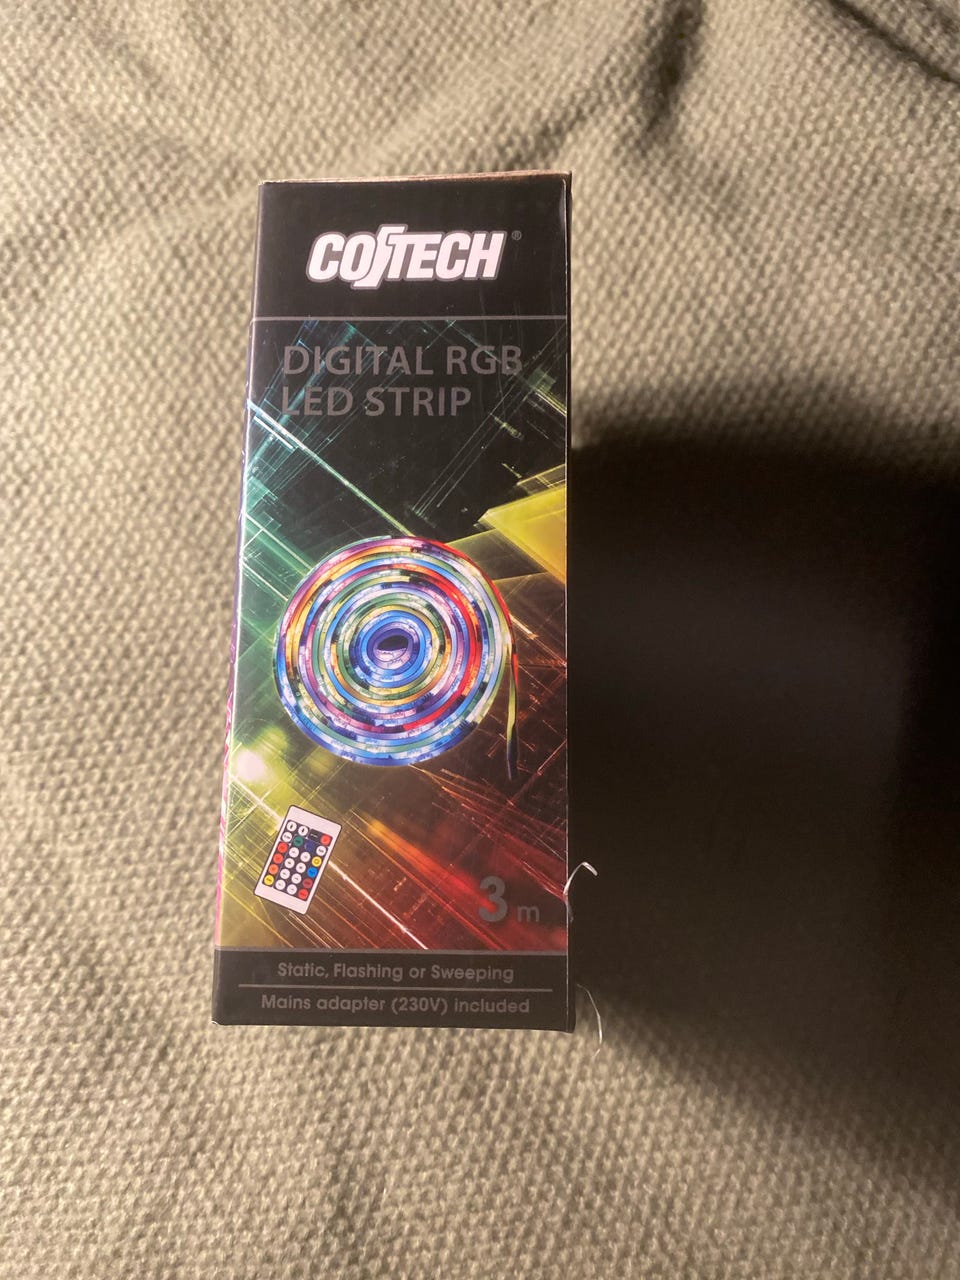 COTECH®
DIGITAL RGB
LED STRIP
3 m
Static, Flashing or Sweeping
Mains adapter (230V) included